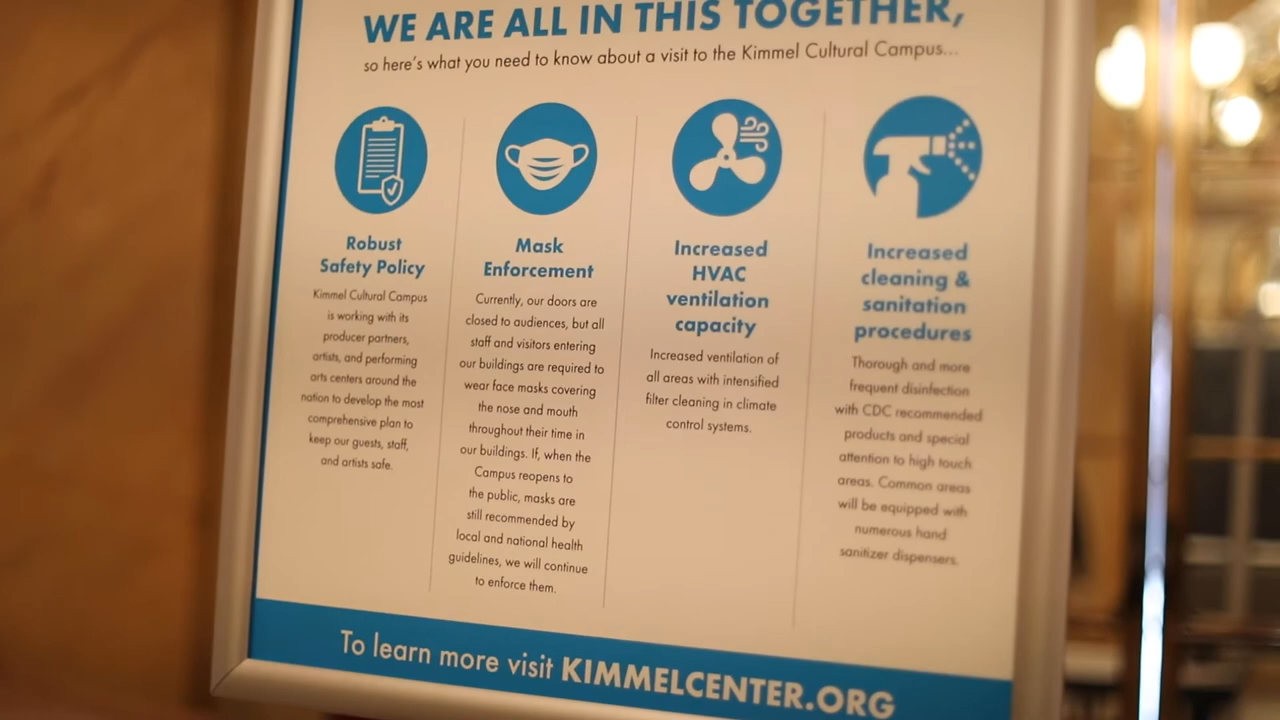 WE ARE ALL IN THIS TOGETHER,
so here's what you need to know about a visit to the Kimmel Cultural Campus...
Robust
Safety Policy
Kimmel Cultural Campus
is working with its
producer partners,
artists, and performing
arts centers around the
nation to develop the most
comprehensive plan to
keep our guests, staff,
and artists safe.
Mask
Enforcement
Currently, our doors are
closed to audiences, but all
staff and visitors entering
our buildings are required to
wear face masks covering
the nose and mouth
throughout their time in
our buildings. If, when the
Campus reopens to
the public, masks are
still recommended by
local and national health
guidelines, we will continue
to enforce them.
Increased
HVAC
ventilation
capacity
Increased ventilation of
all areas with intensified
filter cleaning in climate
control systems.
Increased
cleaning &
sanitation
procedures
Thorough and more
frequent disinfection
with CDC recommended
products and special
attention to high touch
areas. Common areas
will be equipped with
numerous hand
sanitizer dispensers.
To learn more visit KIMMELCENTER.ORG